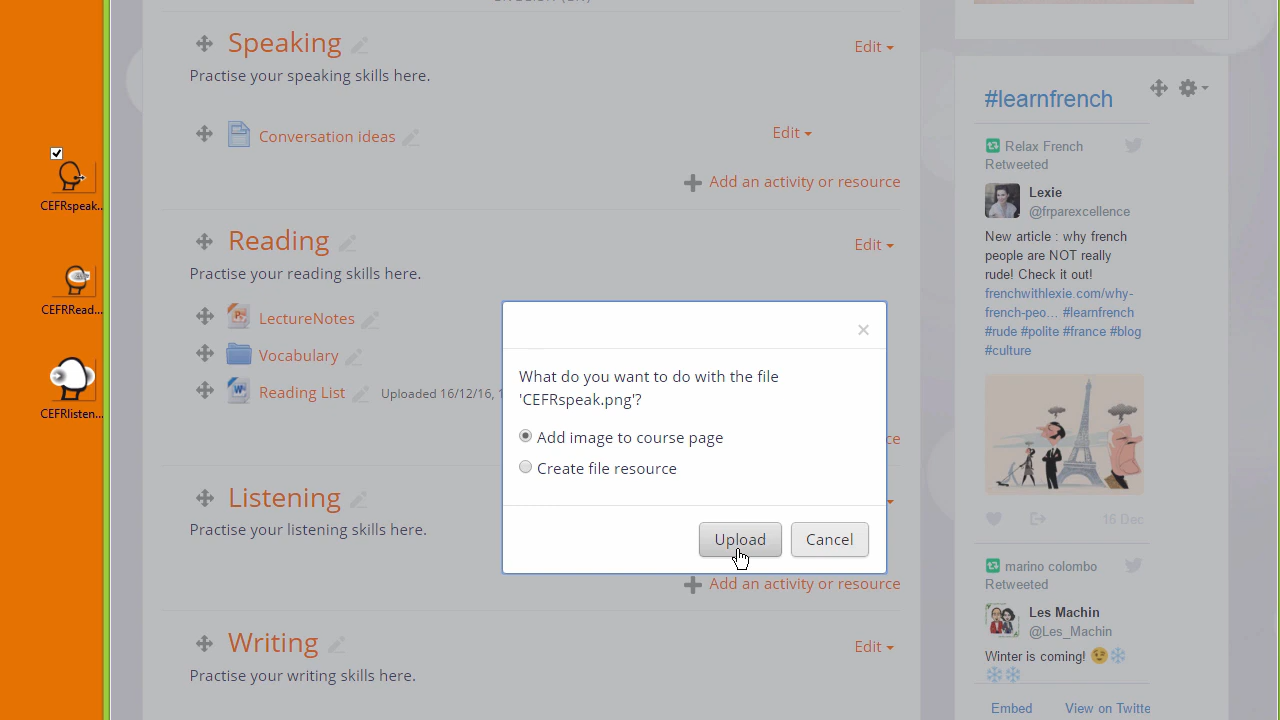 CEFRspeak..
CEFRRead...
CEFRlisten...
ENGLISH (EN)
Speaking
Edit
Practise your speaking skills here.
Conversation ideas
Edit
Add an activity or resource
Reading
Edit
Practise your reading skills here.
LectureNotes
Vocabulary
Reading List
Uploaded 16/12/16, 1
ce
Listening
Practise your listening skills here.
Add an activity or resource
Writing
Edit
Practise your writing skills here.
×
What do you want to do with the file
'CEFRspeak.png'?
Add image to course page
Create file resource
Upload
Cancel
#learnfrench
Relax French
Retweeted
Lexie
@frparexcellence
New article : why french
people are NOT really
rude! Check it out!
frenchwithlexie.com/why-
french-peo... #learnfrench
#rude #polite #france #blog
#culture
16 Dec
marino colombo
Retweeted
Les Machin
@Les_Machin
Winter is coming! 😉❄
❄❄
Embed
View on Twitte